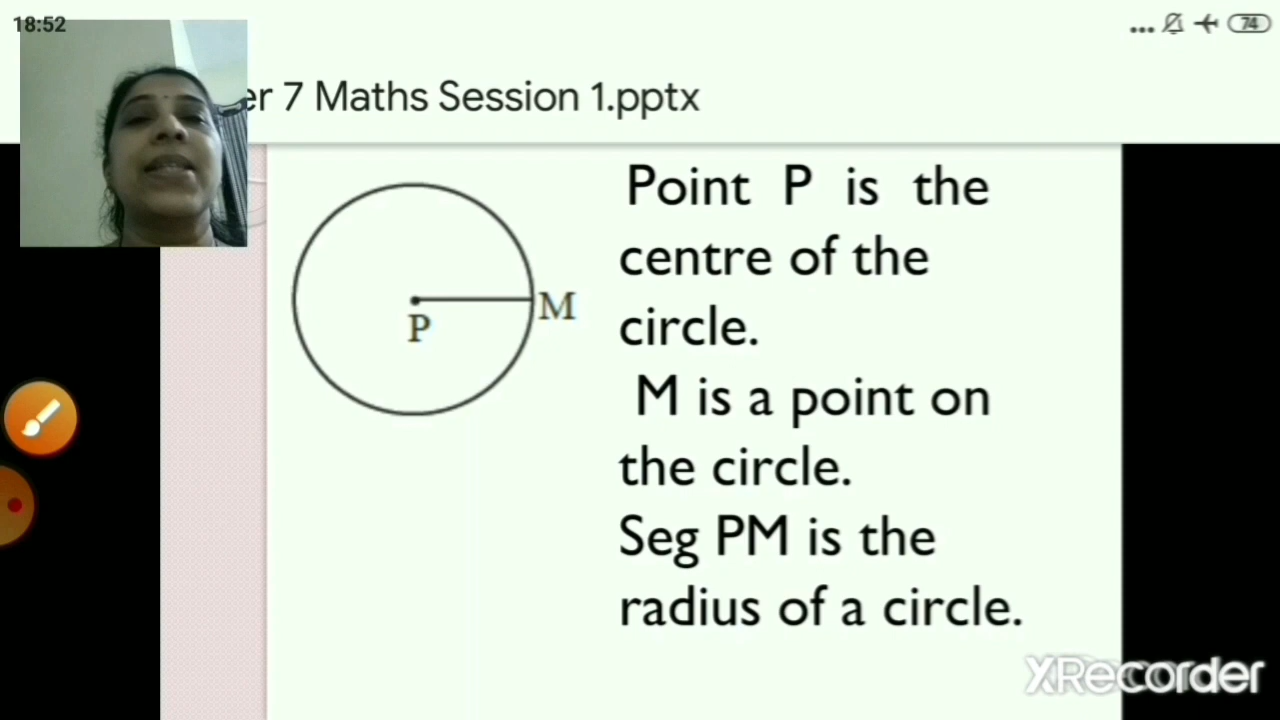 18:52
74
er 7 Maths Session 1.pptx
Point P is the
centre of the
circle.
M is a point on
the circle.
Seg PM is the
radius of a circle.
P
M
XRecorder